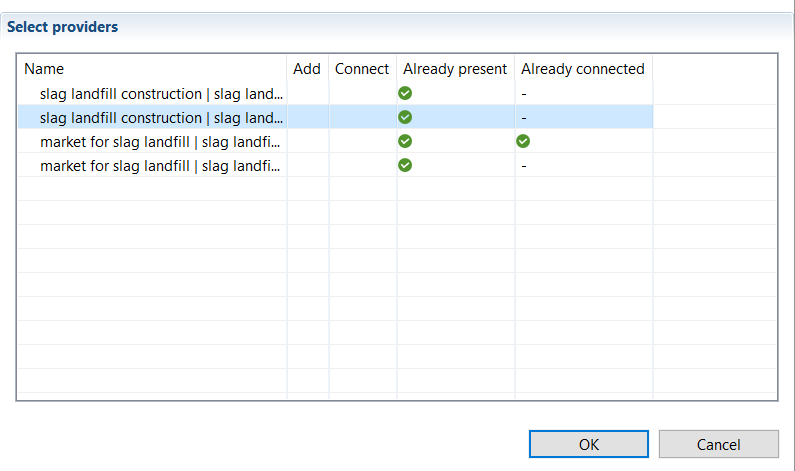 Select providers
Name Add Connect Already present Already connected
slag landfill construction | slag land... -
slag landfill construction | slag land... -
market for slag landfill | slag landfi...
market for slag landfill | slag landfi... -
OK Cancel